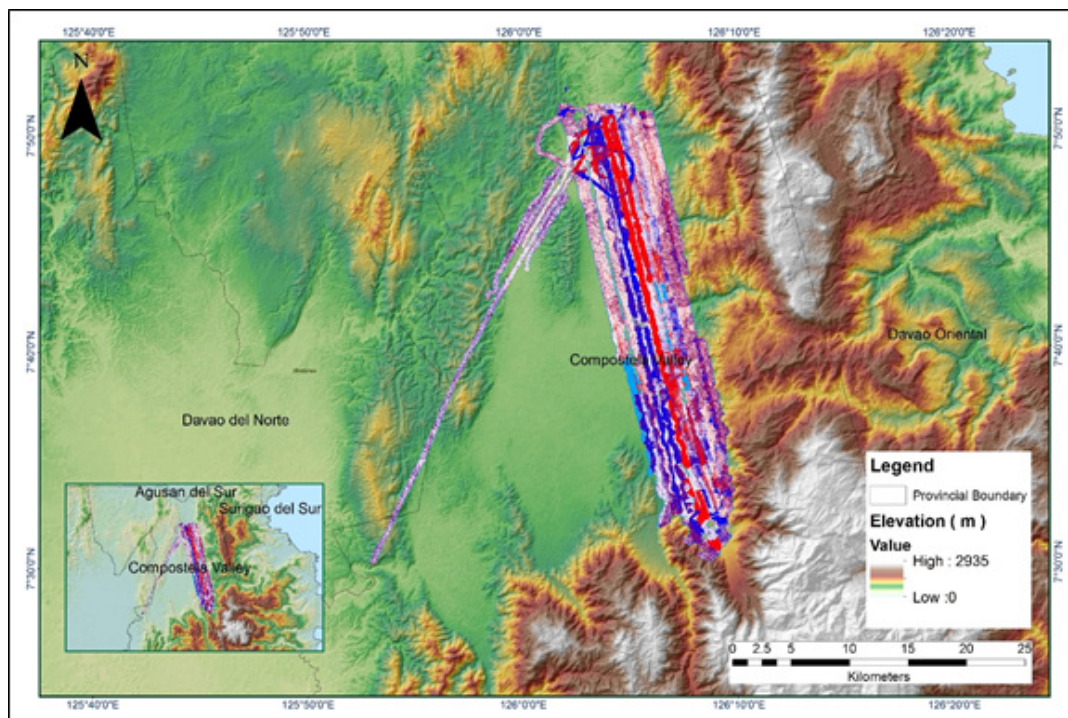 125°40'0"E 125°50'0"E 126°0'0"E 126°10'0"E 126°20'0"E
N
7°50'0"N 7°50'0"N
7°40'0"N 7°40'0"N
Davao Oriental
Compostela Valley
Davao del Norte
Legend
Provincial Boundary
Elevation ( m )
Value
High : 2935
Low :0
Agusan del Sur
Surigao del Sur
Compostela Valley
7°30'0"N 7°30'0"N
0 2.5 5 10 15 20 25
Kilometers
125°40'0"E 125°50'0"E 126°0'0"E 126°10'0"E 126°20'0"E